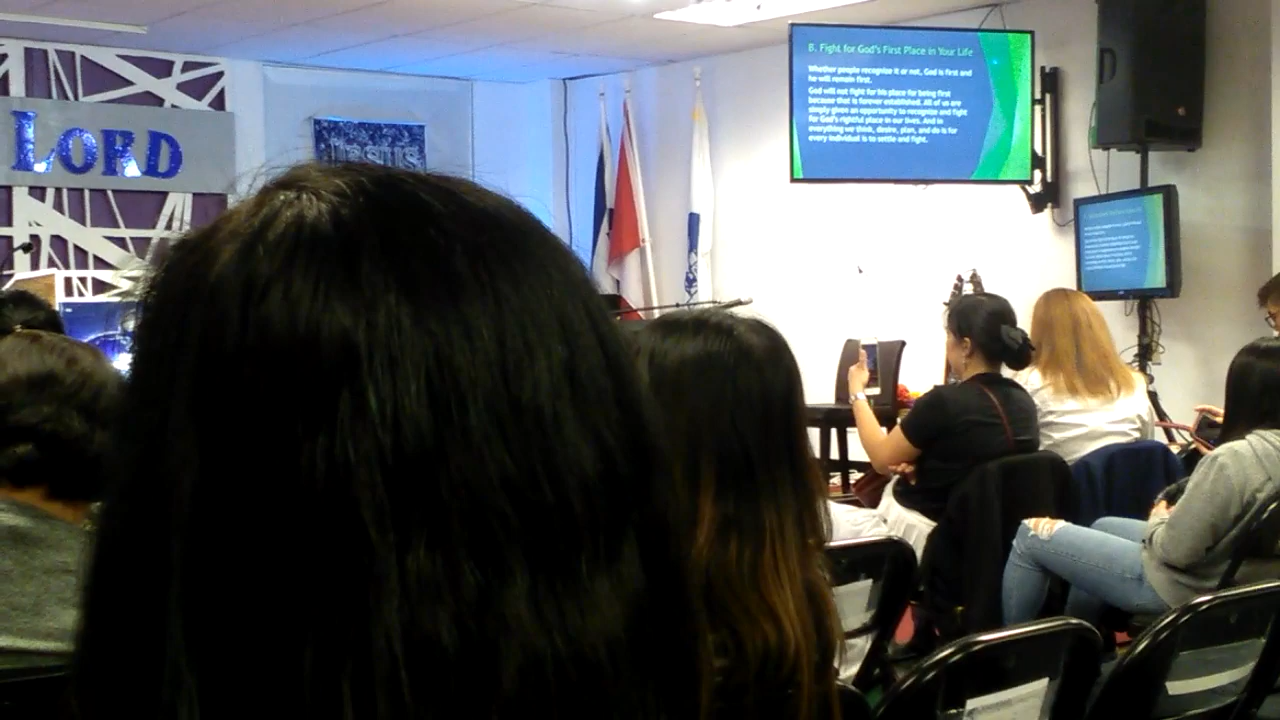 LORD
Jesus
B. Fight for God's First Place in Your Life
Whether people recognize it or not, God is first and
he will remain first.
God will not fight for his place for being first
because that is forever established. All of us are
simply given an opportunity to recognize and fight
for God's rightful place in our lives. And in
everything we think, desire, plan, and do is for
every individual is to settle and fight.